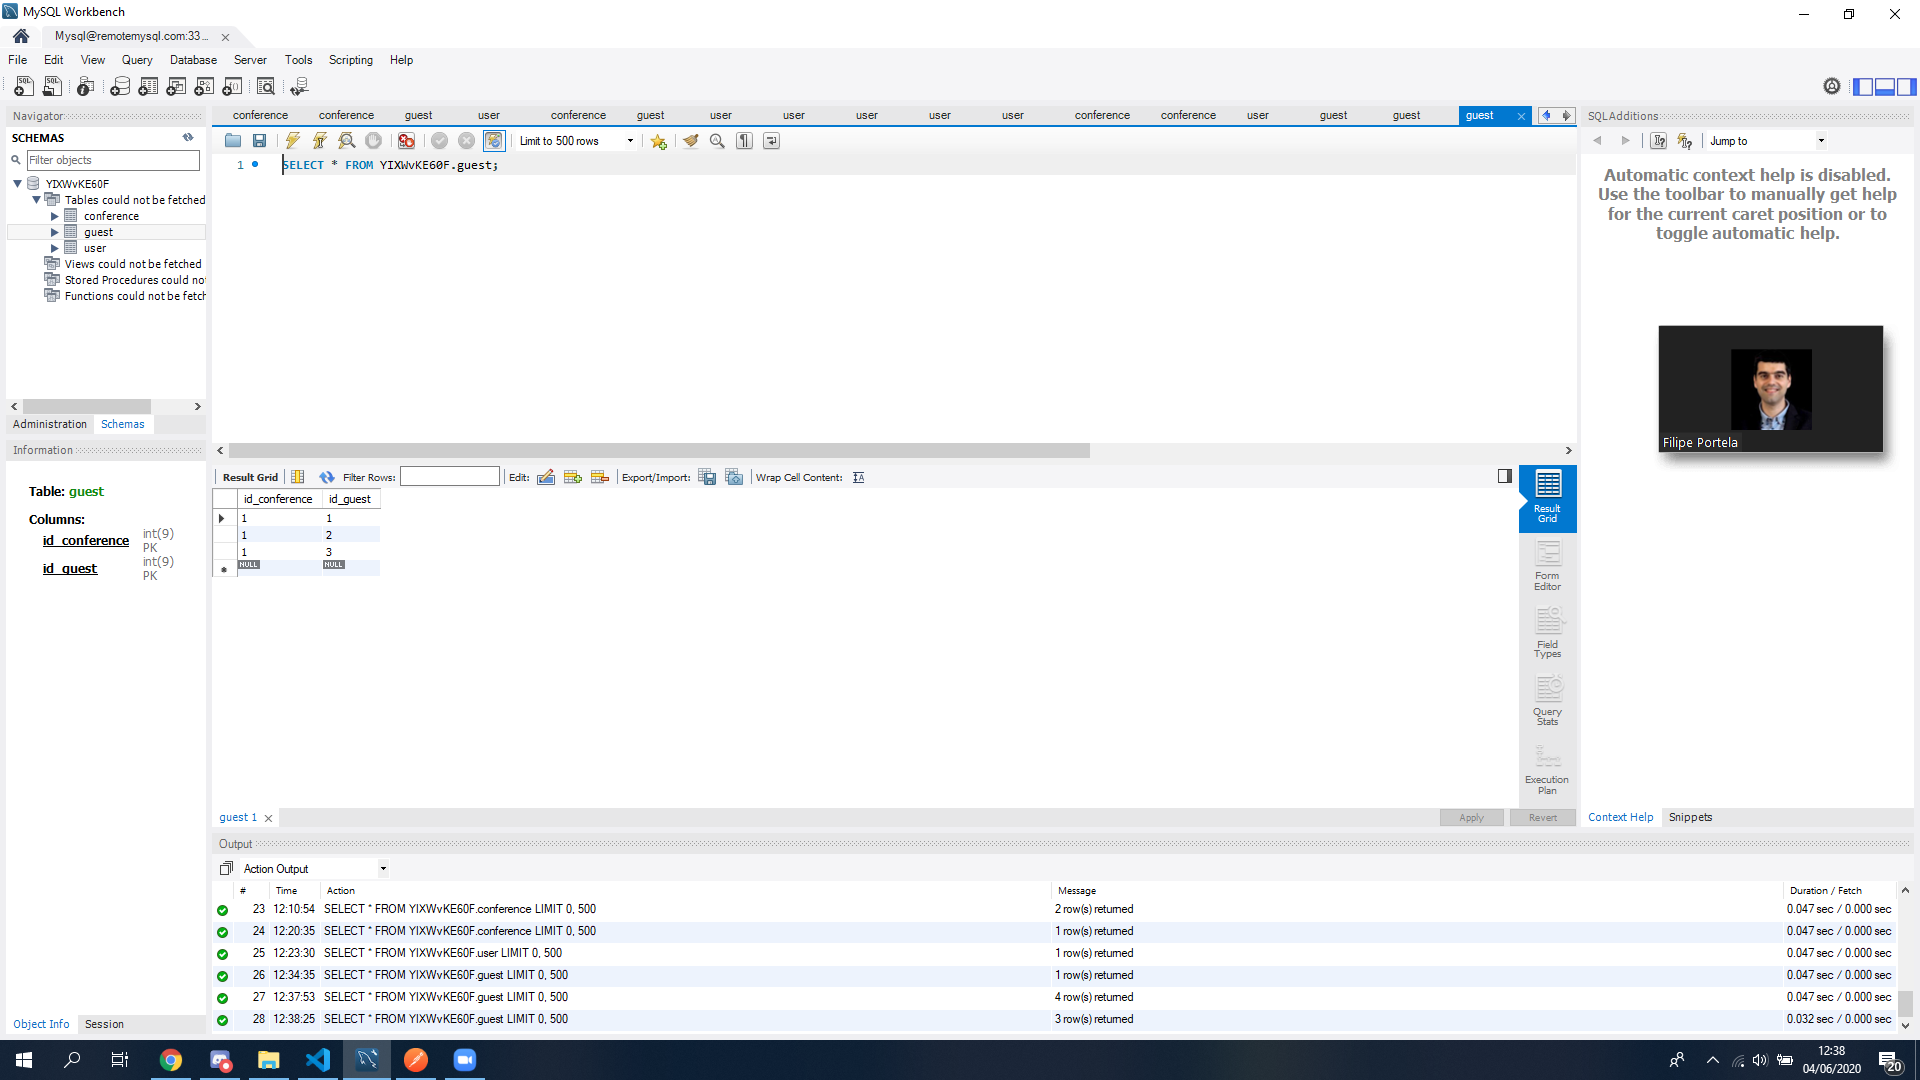 MySQL Workbench
Mysql@remotemysql.com:33...
File Edit View Query Database Server Tools Scripting Help
Navigator
SCHEMAS
Filter objects
YIXWvKE60F
Tables could not be fetched
conference
guest
user
Views could not be fetched
Stored Procedures could not
Functions could not be fetch
Administration Schemas
Information
Table: guest
Columns:
id_conference int(9)
PK
id_guest int(9)
PK
Object Info Session
conference conference guest user conference guest user user user user user conference conference user guest guest guest
Limit to 500 rows
1 SELECT * FROM YIXWvKE60F.guest;
Result Grid Filter Rows: Edit: Export/Import: Wrap Cell Content:
id_conference id_guest
1 1
1 2
1 3
NULL NULL
Result
Grid
Form
Editor
Field
Types
Query
Stats
Execution
Plan
guest 1 Apply Revert
SQLAdditions
Jump to
Automatic context help is disabled.
Use the toolbar to manually get help
for the current caret position or to
toggle automatic help.
Filipe Portela
Context Help Snippets
Output
Action Output
# Time Action Message Duration / Fetch
23 12:10:54 SELECT * FROM YIXWvKE60F.conference LIMIT 0, 500 2 row(s) returned 0.047 sec / 0.000 sec
24 12:20:35 SELECT * FROM YIXWvKE60F.conference LIMIT 0, 500 1 row(s) returned 0.047 sec / 0.000 sec
25 12:23:30 SELECT * FROM YIXWvKE60F.user LIMIT 0, 500 1 row(s) returned 0.047 sec / 0.000 sec
26 12:34:35 SELECT * FROM YIXWvKE60F.guest LIMIT 0, 500 1 row(s) returned 0.047 sec / 0.000 sec
27 12:37:53 SELECT * FROM YIXWvKE60F.guest LIMIT 0, 500 4 row(s) returned 0.047 sec / 0.000 sec
28 12:38:25 SELECT * FROM YIXWvKE60F.guest LIMIT 0, 500 3 row(s) returned 0.032 sec / 0.000 sec
12:38
04/06/2020
20